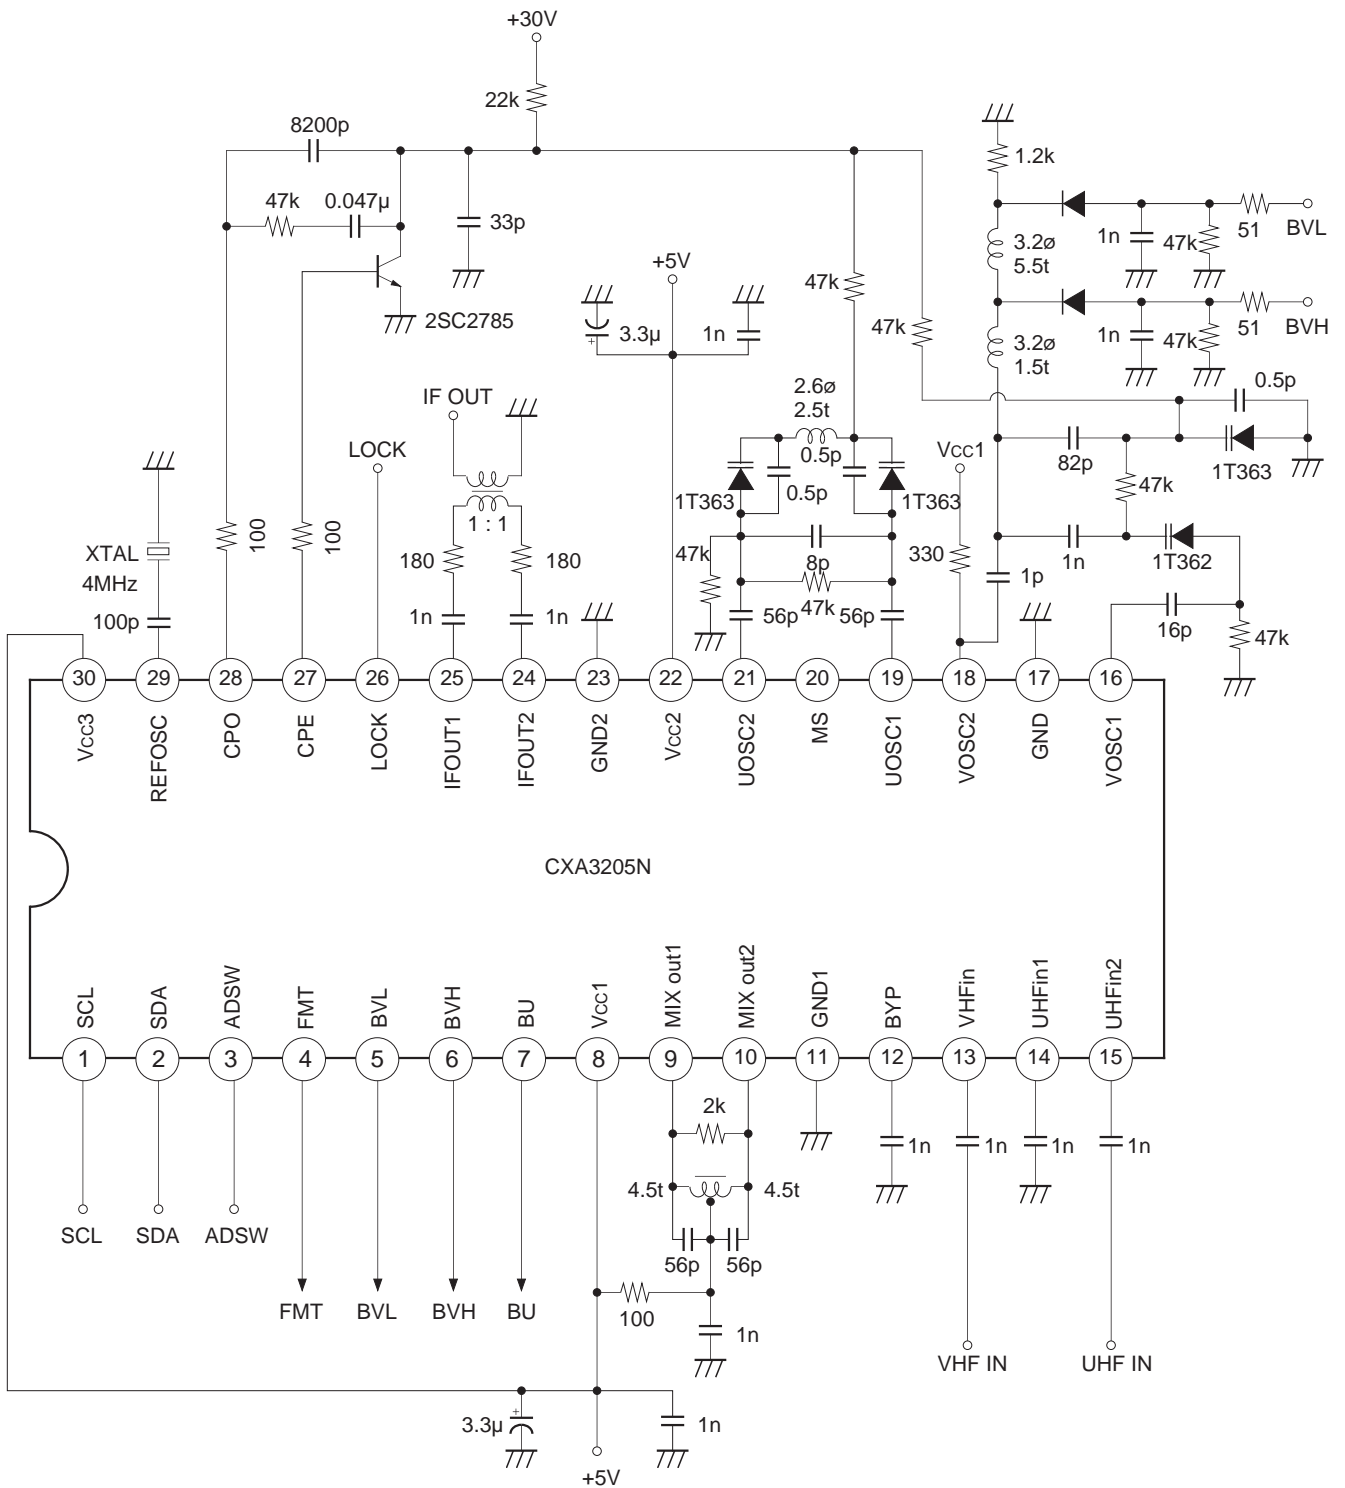 +30V
22k
8200p
47k
0.047µ
33p
2SC2785
1.2k
1n
47k
51
BVL
3.2ø
5.5t
1n
47k
51
BVH
3.2ø
1.5t
+5V
3.3µ
1n
47k
47k
0.5p
IF OUT
2.6ø
2.5t
LOCK
0.5p
0.5p
1T363
1T363
Vcc1
82p
1T363
47k
1 : 1
XTAL
4MHz
100p
100
100
180
180
1n
1n
47k
8p
47k
56p
56p
330
1p
1n
1T362
16p
47k
30
29
28
27
26
25
24
23
22
21
20
19
18
17
16
Vcc3
REFOSC
CPO
CPE
LOCK
IFOUT1
IFOUT2
GND2
Vcc2
UOSC2
MS
UOSC1
VOSC2
GND
VOSC1
CXA3205N
SCL
SDA
ADSW
FMT
BVL
BVH
BU
Vcc1
MIX out1
MIX out2
GND1
BYP
VHFin
UHFin1
UHFin2
1
2
3
4
5
6
7
8
9
10
11
12
13
14
15
2k
1n
1n
1n
1n
4.5t
4.5t
SCL
SDA
ADSW
56p
56p
FMT
BVL
BVH
BU
100
1n
VHF IN
UHF IN
3.3µ
1n
+5V